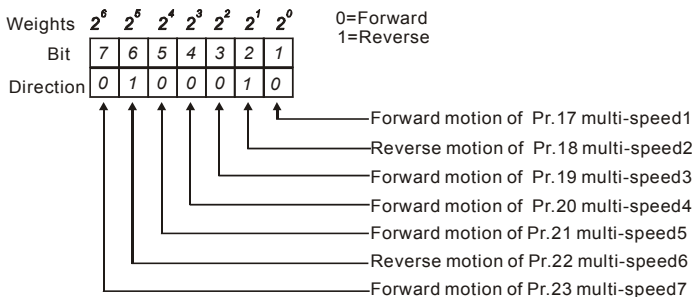 Weights 2^6 2^5 2^4 2^3 2^2 2^1 2^0
0=Forward
1=Reverse
Bit 7 6 5 4 3 2 1
Direction 0 1 0 0 0 1 0
Forward motion of Pr.17 multi-speed1
Reverse motion of Pr.18 multi-speed2
Forward motion of Pr.19 multi-speed3
Forward motion of Pr.20 multi-speed4
Forward motion of Pr.21 multi-speed5
Reverse motion of Pr.22 multi-speed6
Forward motion of Pr.23 multi-speed7